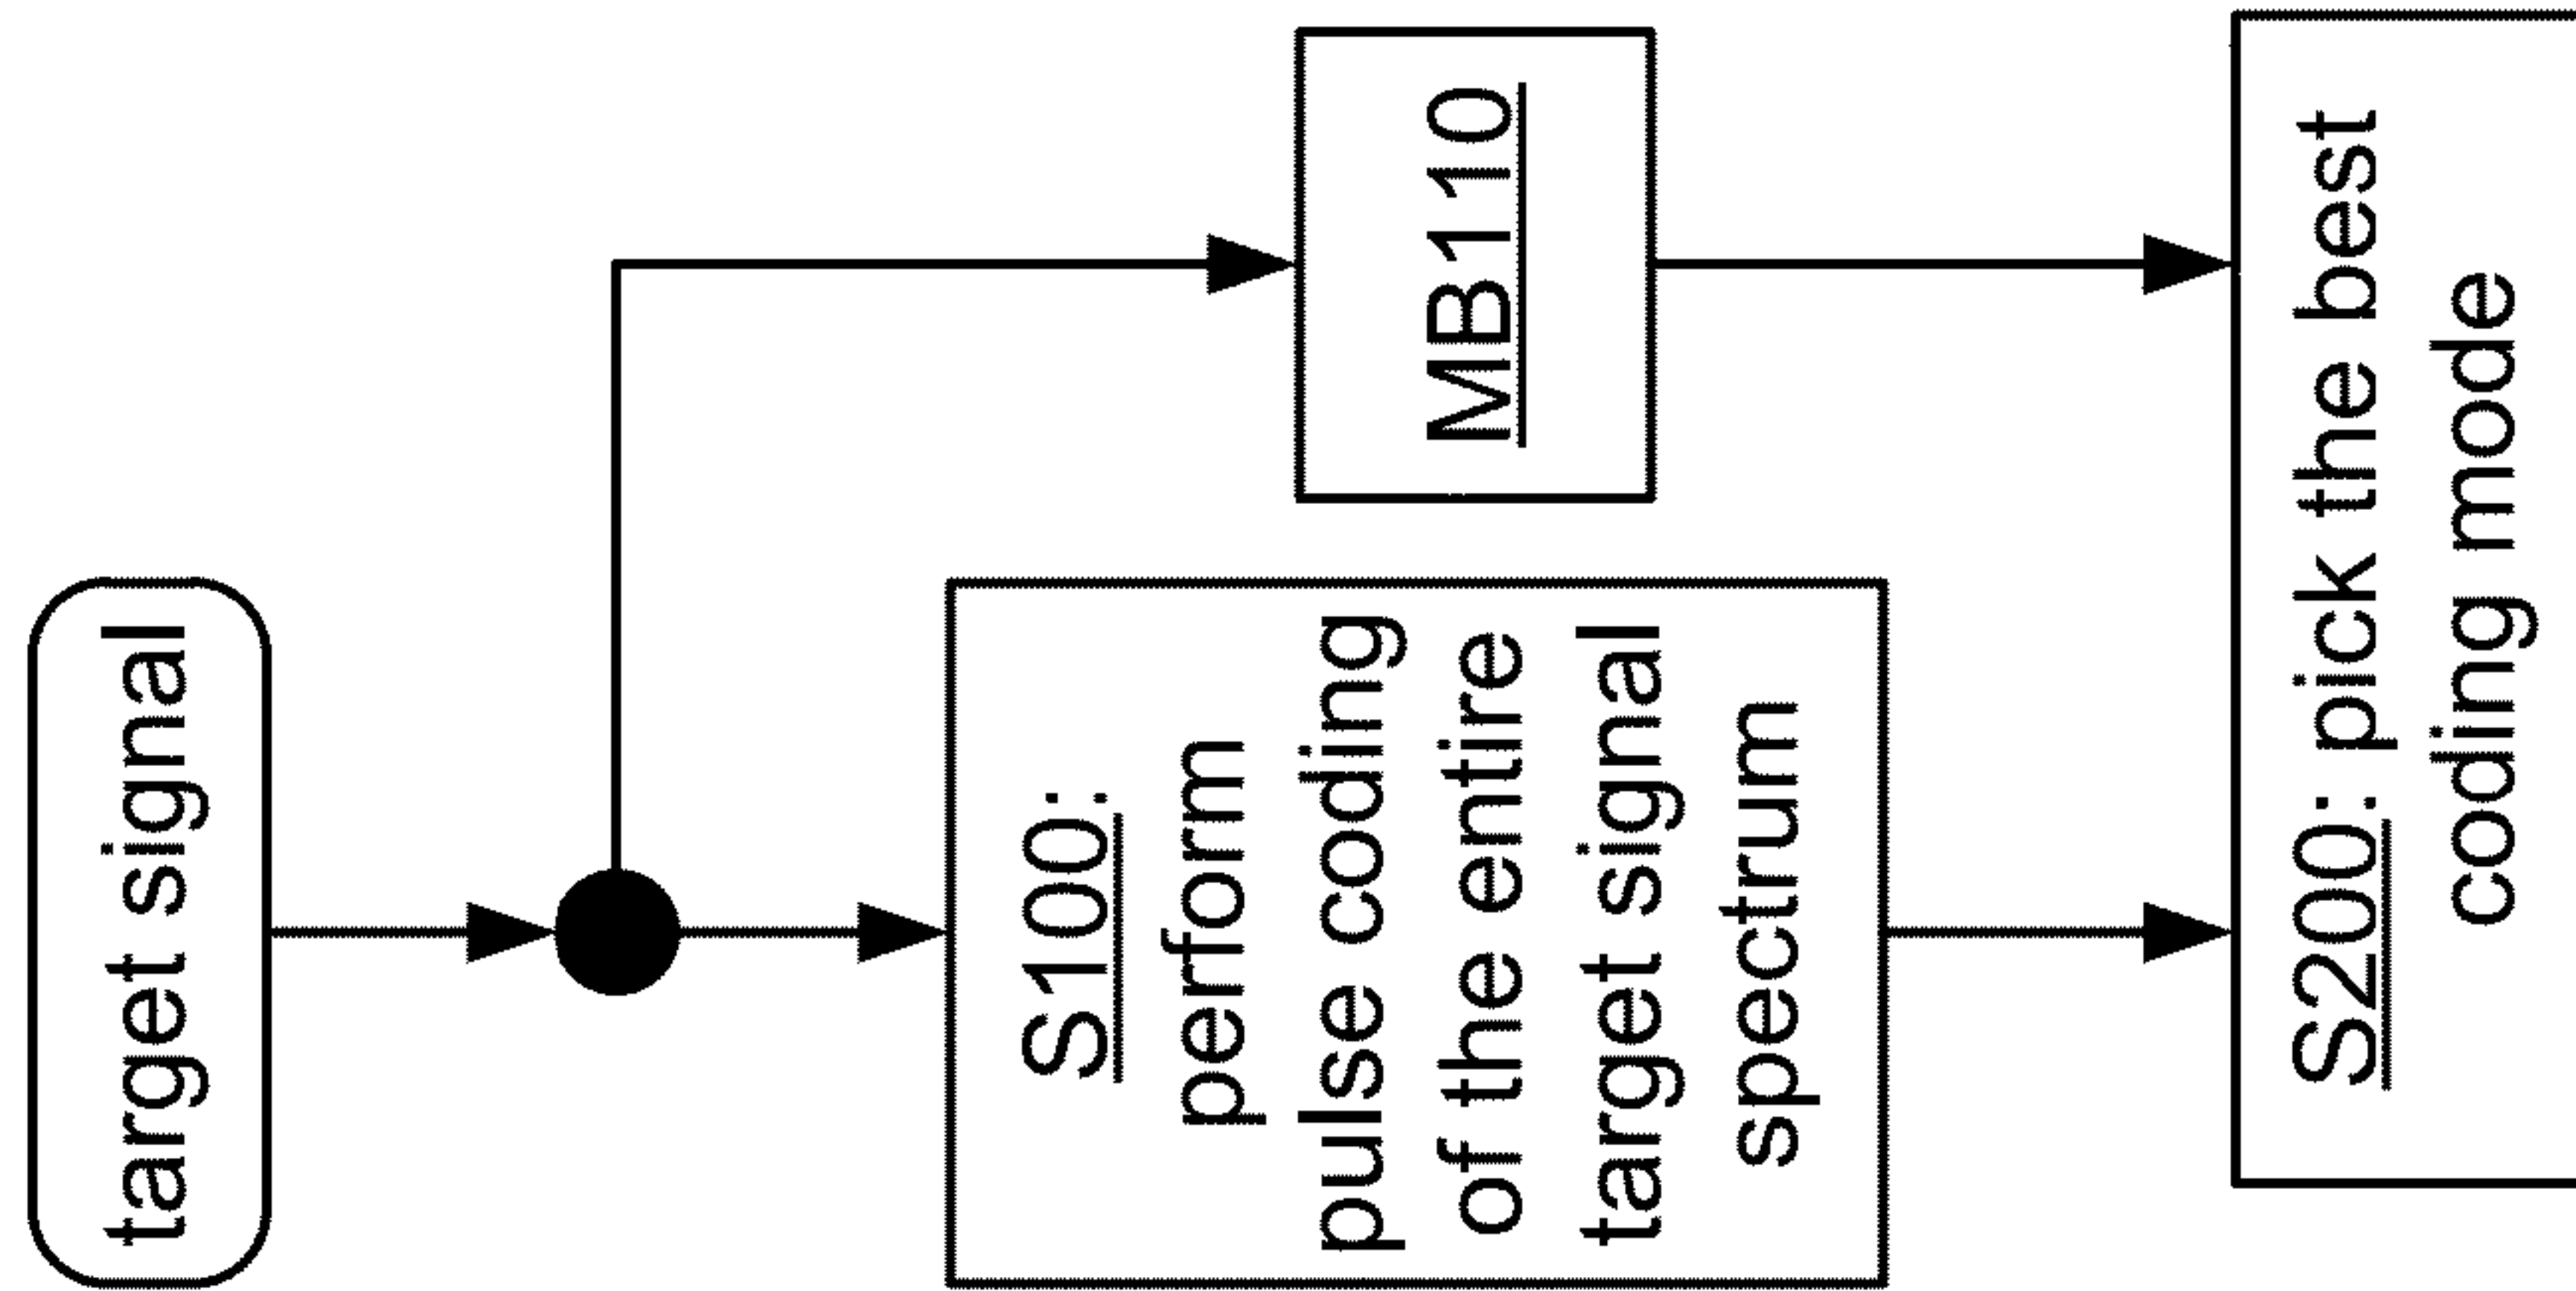 target signal
S100:
perform
pulse coding
of the entire
target signal
spectrum
MB110
S200: pick the best
coding mode